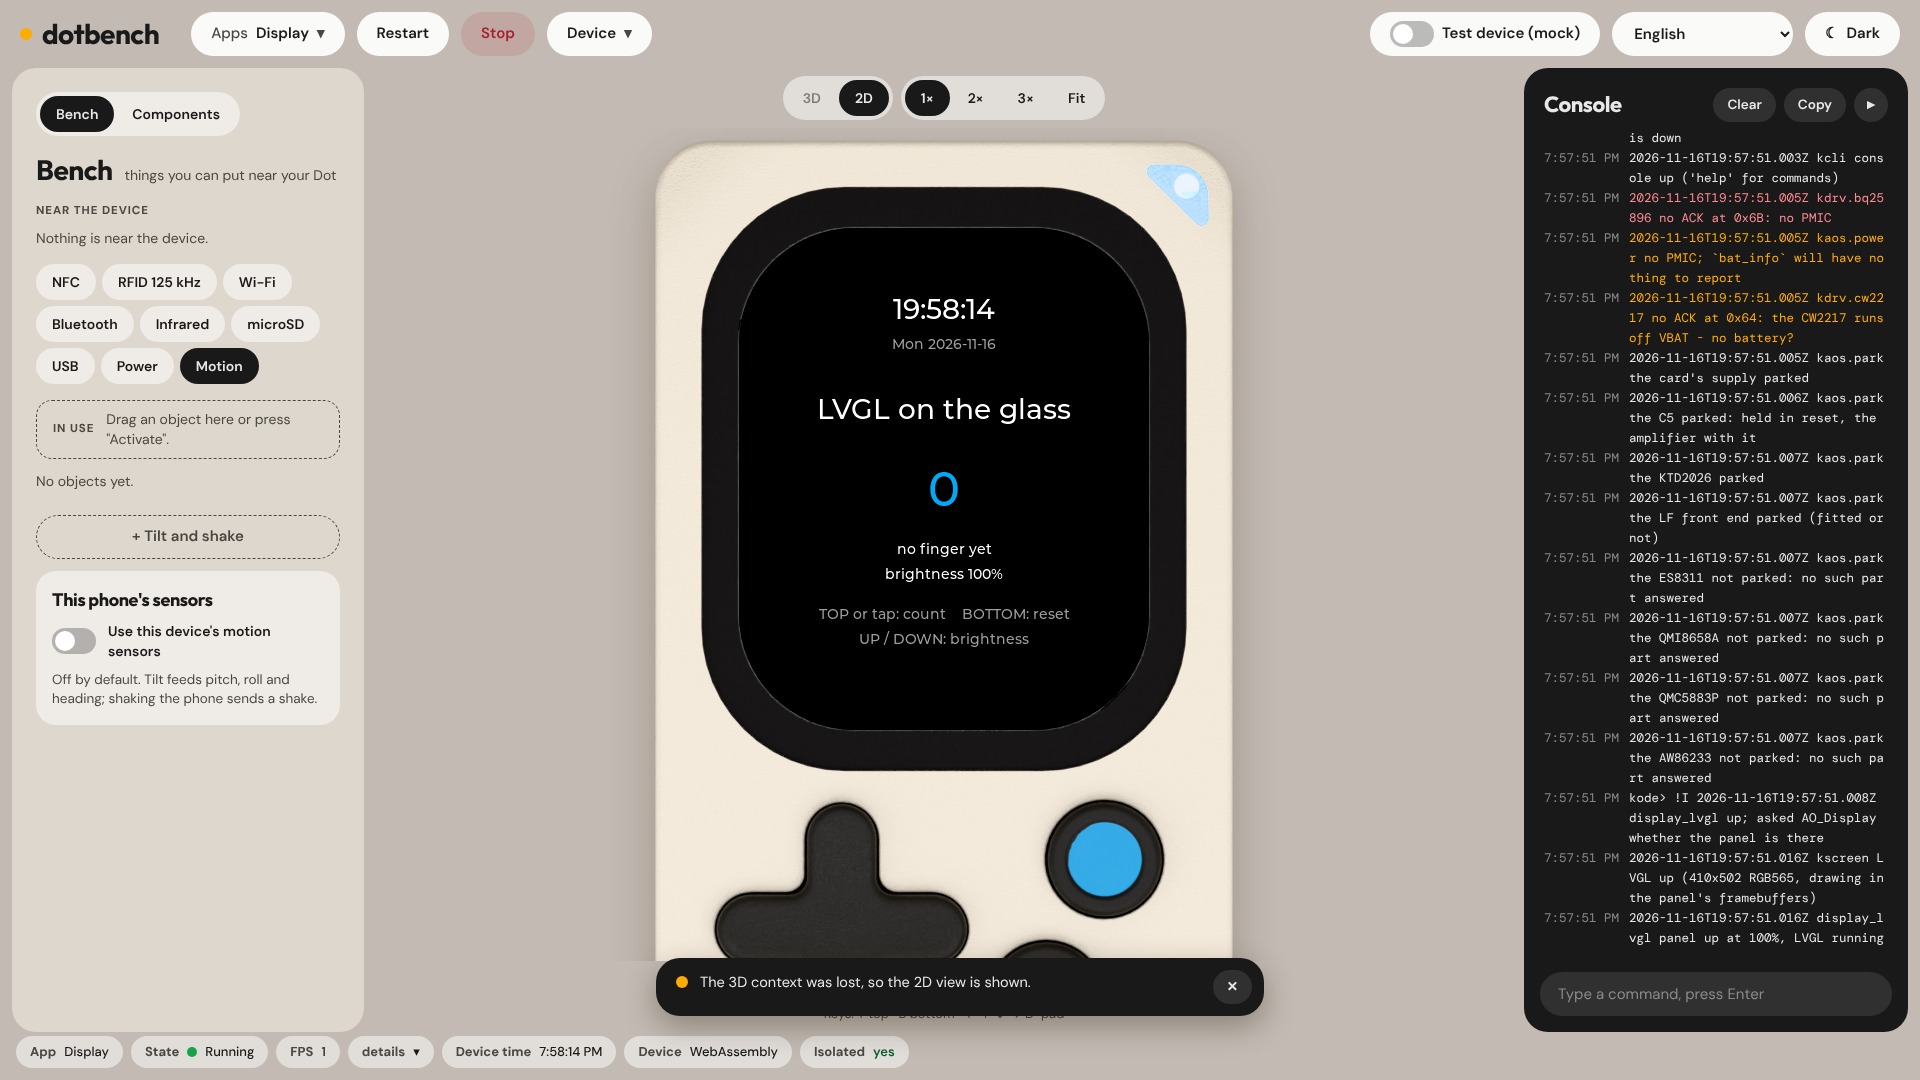 dotbench
Apps Display ▾
Restart
Stop
Device ▾
Test device (mock)
English
Dark
Bench
Components
Bench things you can put near your Dot
NEAR THE DEVICE
Nothing is near the device.
NFC
RFID 125 kHz
Wi-Fi
Bluetooth
Infrared
microSD
USB
Power
Motion
IN USE
Drag an object here or press
"Activate".
No objects yet.
+ Tilt and shake
This phone's sensors
Use this device's motion
sensors
Off by default. Tilt feeds pitch, roll and
heading; shaking the phone sends a shake.
3D
2D
1×
2×
3×
Fit
19:58:14
Mon 2026-11-16
LVGL on the glass
0
no finger yet
brightness 100%
TOP or tap: count BOTTOM: reset
UP / DOWN: brightness
The 3D context was lost, so the 2D view is shown.
×
Console
Clear
Copy
is down
7:57:51 PM 2026-11-16T19:57:51.003Z kcli cons
ole up ('help' for commands)
7:57:51 PM 2026-11-16T19:57:51.005Z kdrv.bq25
896 no ACK at 0x6B: no PMIC
7:57:51 PM 2026-11-16T19:57:51.005Z kaos.powe
r no PMIC; `bat_info` will have no
thing to report
7:57:51 PM 2026-11-16T19:57:51.005Z kdrv.cw22
17 no ACK at 0x64: the CW2217 runs
off VBAT - no battery?
7:57:51 PM 2026-11-16T19:57:51.005Z kaos.park
the card's supply parked
7:57:51 PM 2026-11-16T19:57:51.006Z kaos.park
the C5 parked: held in reset, the
amplifier with it
7:57:51 PM 2026-11-16T19:57:51.007Z kaos.park
the KTD2026 parked
7:57:51 PM 2026-11-16T19:57:51.007Z kaos.park
the LF front end parked (fitted or
not)
7:57:51 PM 2026-11-16T19:57:51.007Z kaos.park
the ES8311 not parked: no such par
t answered
7:57:51 PM 2026-11-16T19:57:51.007Z kaos.park
the QMI8658A not parked: no such p
art answered
7:57:51 PM 2026-11-16T19:57:51.007Z kaos.park
the QMC5883P not parked: no such p
art answered
7:57:51 PM 2026-11-16T19:57:51.007Z kaos.park
the AW86233 not parked: no such pa
rt answered
7:57:51 PM kode> !I 2026-11-16T19:57:51.008Z
display_lvgl up; asked AO_Display
whether the panel is there
7:57:51 PM 2026-11-16T19:57:51.016Z kscreen L
VGL up (410x502 RGB565, drawing in
the panel's framebuffers)
7:57:51 PM 2026-11-16T19:57:51.016Z display_l
vgl panel up at 100%, LVGL running
Type a command, press Enter
App Display
State Running
FPS 1
details ▾
Device time 7:58:14 PM
Device WebAssembly
Isolated yes